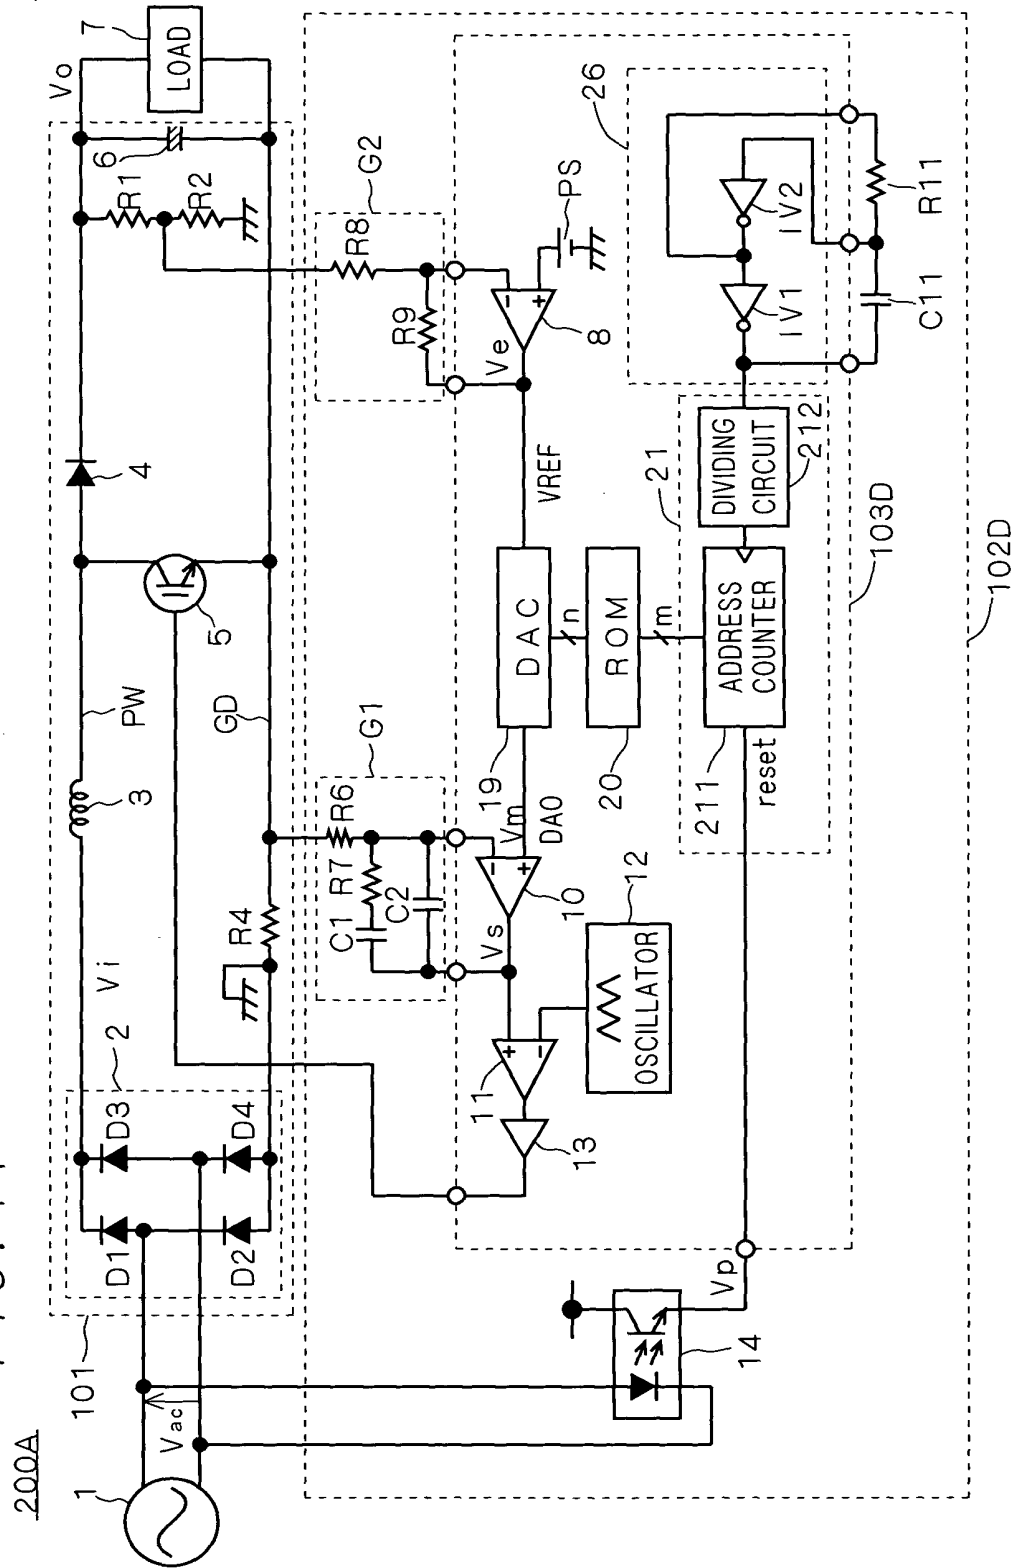 200A
1
Vac
101
D1
D2
D3
D4
2
Vi
3
PW
GD
R4
5
4
R1
R2
6
Vo
7
LOAD
G1
R6
R7
C1
C2
G2
R8
R9
Ve
8
PS
VREF
Vm
DAO
Vs
10
11
13
12
OSCILLATOR
19
DAC
n
20
ROM
m
21
211
ADDRESS
COUNTER
reset
DIVIDING
CIRCUIT
212
26
IV1
IV2
R11
C11
Vp
14
103D
102D